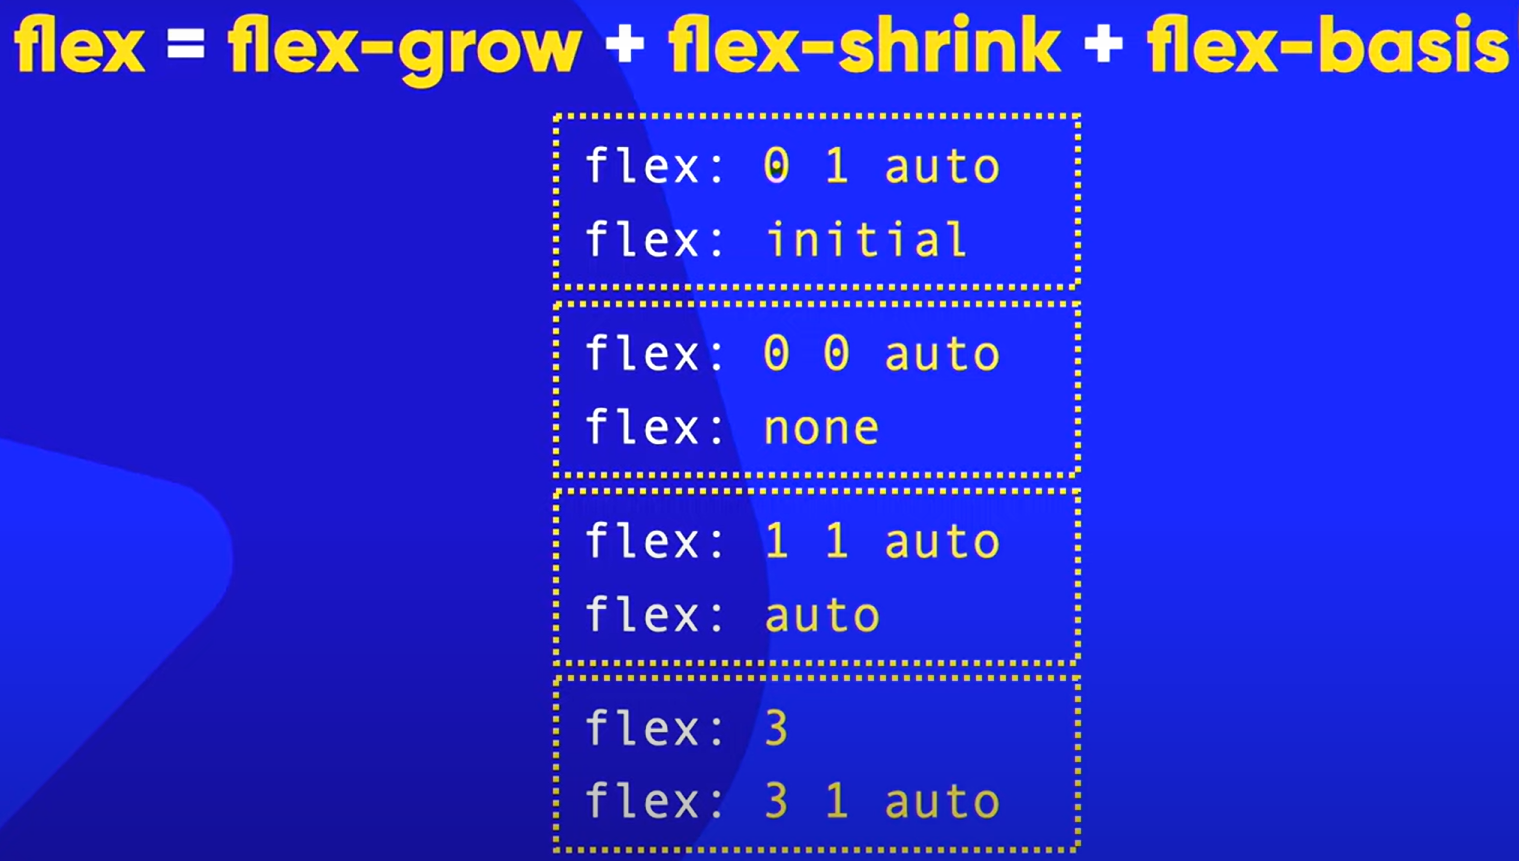 flex = flex-grow + flex-shrink + flex-basis
flex: 0 1 auto
flex: initial
flex: 0 0 auto
flex: none
flex: 1 1 auto
flex: auto
flex: 3
flex: 3 1 auto